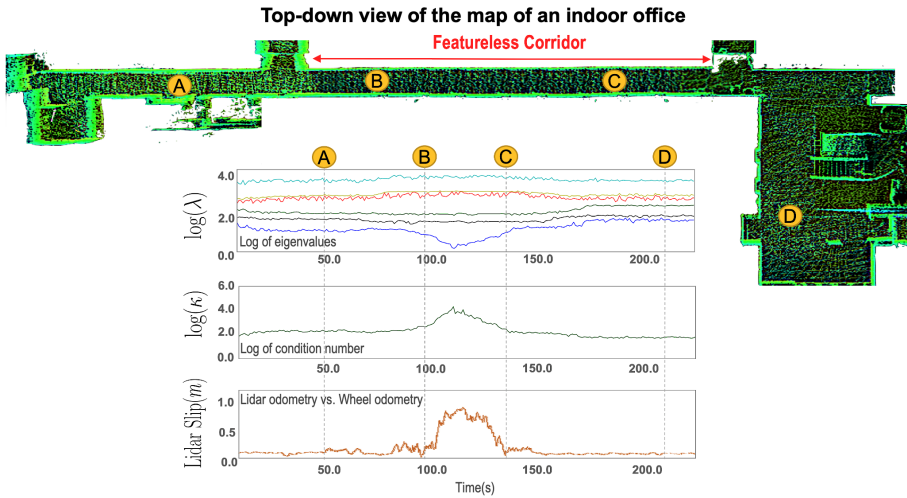 Top-down view of the map of an indoor office
Featureless Corridor
A
B
C
D
A
B
C
D
log(λ)
4.0
2.0
0.0
Log of eigenvalues
50.0
100.0
150.0
200.0
log(κ)
6.0
4.0
2.0
0.0
Log of condition number
50.0
100.0
150.0
200.0
Lidar Slip(m)
1.0
0.5
0.0
Lidar odometry vs. Wheel odometry
50.0
100.0
150.0
200.0
Time(s)